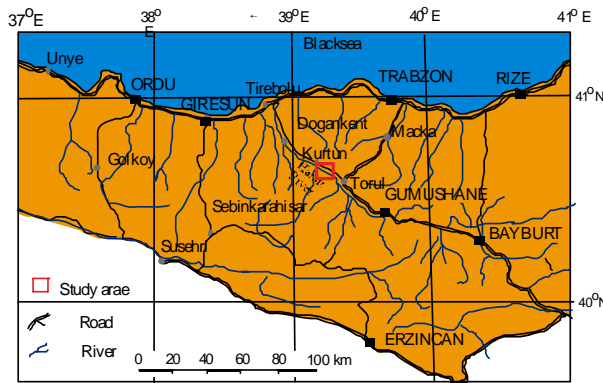 37°E
38°
E
39°E
40°E
41°E
Blacksea
Unye
ORDU
Tirebolu
TRABZON
RIZE
41°N
GIRESUN
Dogankent
Macka
Golkoy
Kurtun
River
Torul
Sebinkarahisar
GUMUSHANE
Susehri
BAYBURT
Study arae
40°N
Road
River
ERZINCAN
0 20 40 60 80 100 km